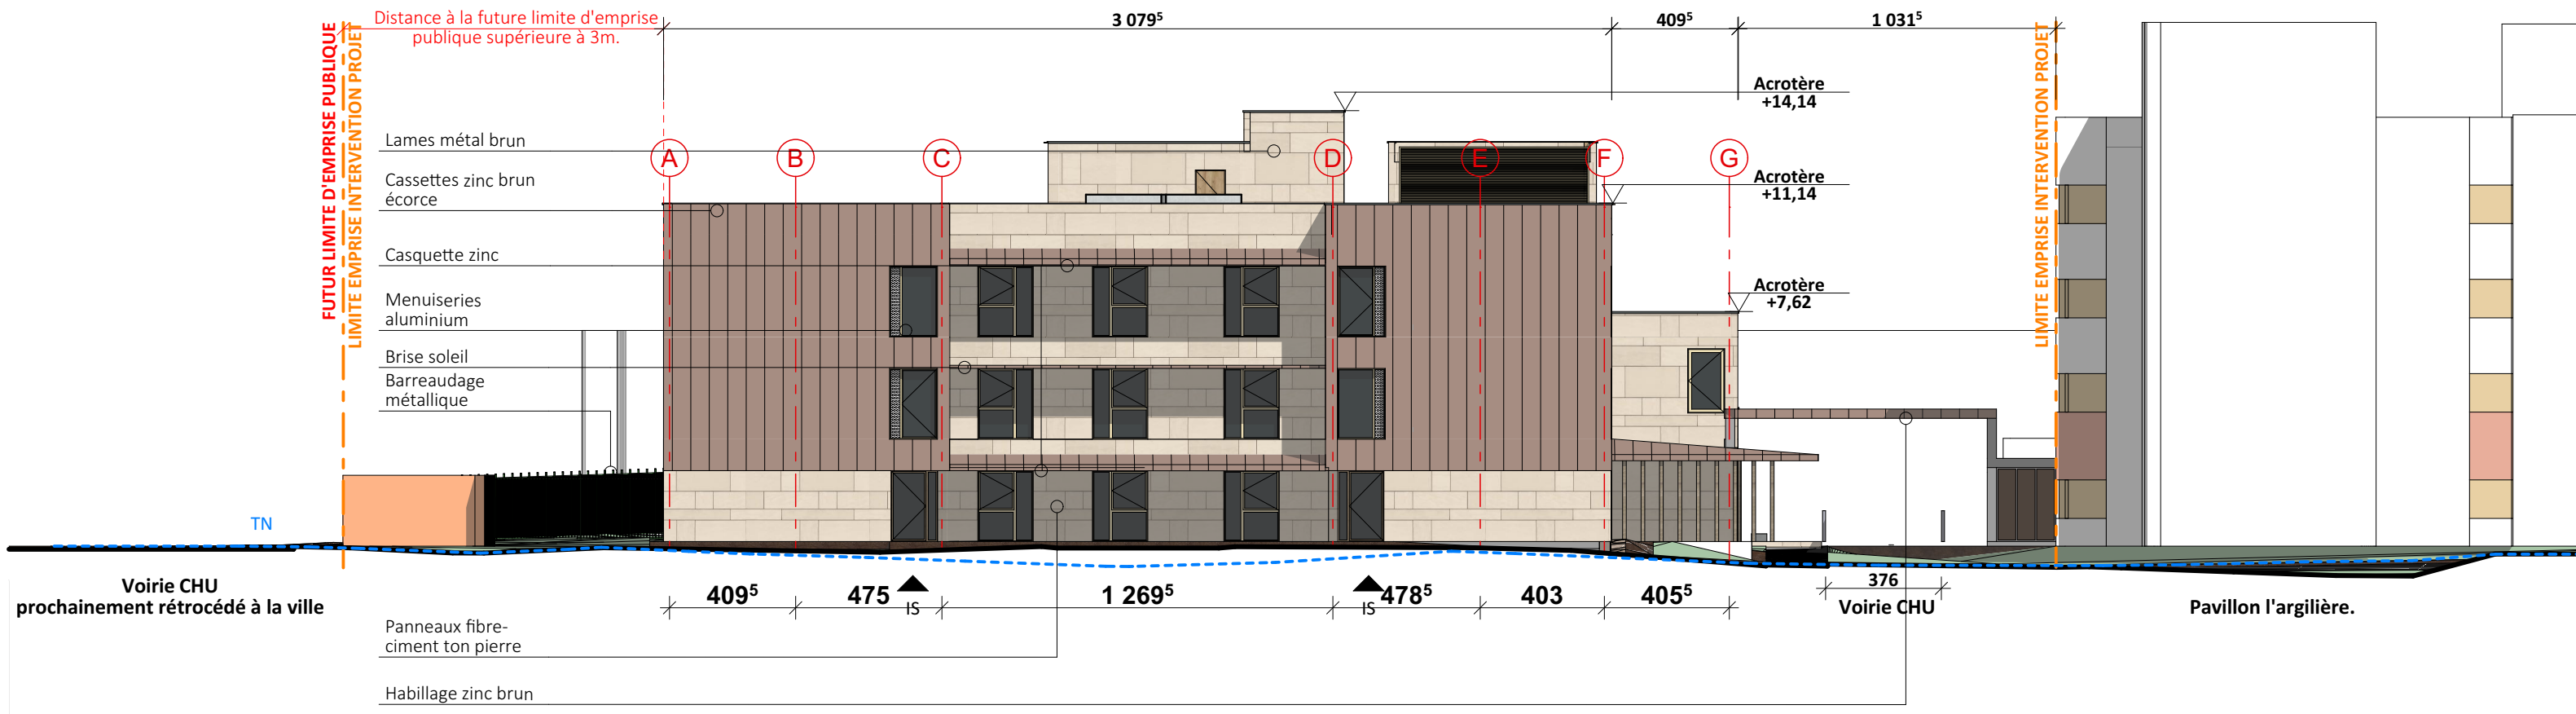 Distance à la future limite d'emprise
publique supérieure à 3m.
3 079⁵
409⁵
1 031⁵
FUTUR LIMITE D'EMPRISE PUBLIQUE
LIMITE EMPRISE INTERVENTION PROJET
LIMITE EMPRISE INTERVENTION PROJET
Acrotère
+14,14
Lames métal brun
A
B
C
D
E
F
G
Cassettes zinc brun
écorce
Acrotère
+11,14
Casquette zinc
Menuiseries
aluminium
Acrotère
+7,62
Brise soleil
Barreaudage
métallique
TN
Voirie CHU
prochainement rétrocédé à la ville
409⁵
475
IS
1 269⁵
IS
478⁵
403
405⁵
376
Voirie CHU
Pavillon l'argilière.
Panneaux fibre-
ciment ton pierre
Habillage zinc brun